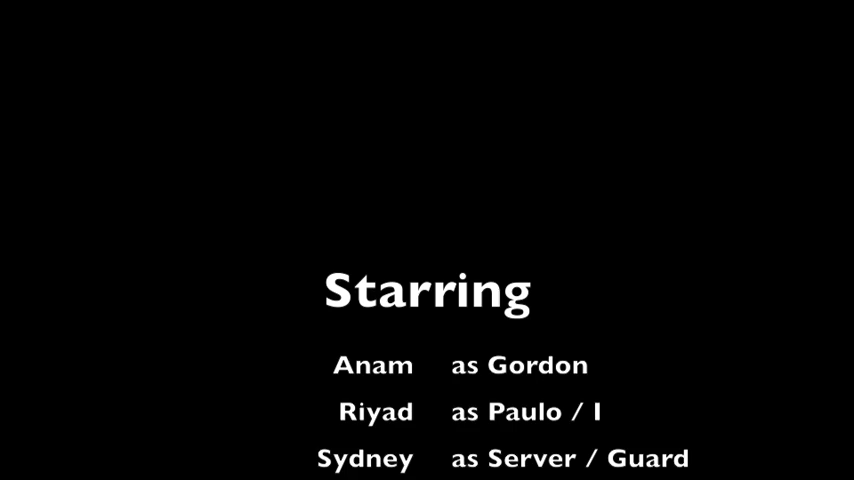 Starring
Anam as Gordon
Riyad as Paulo / I
Sydney as Server / Guard